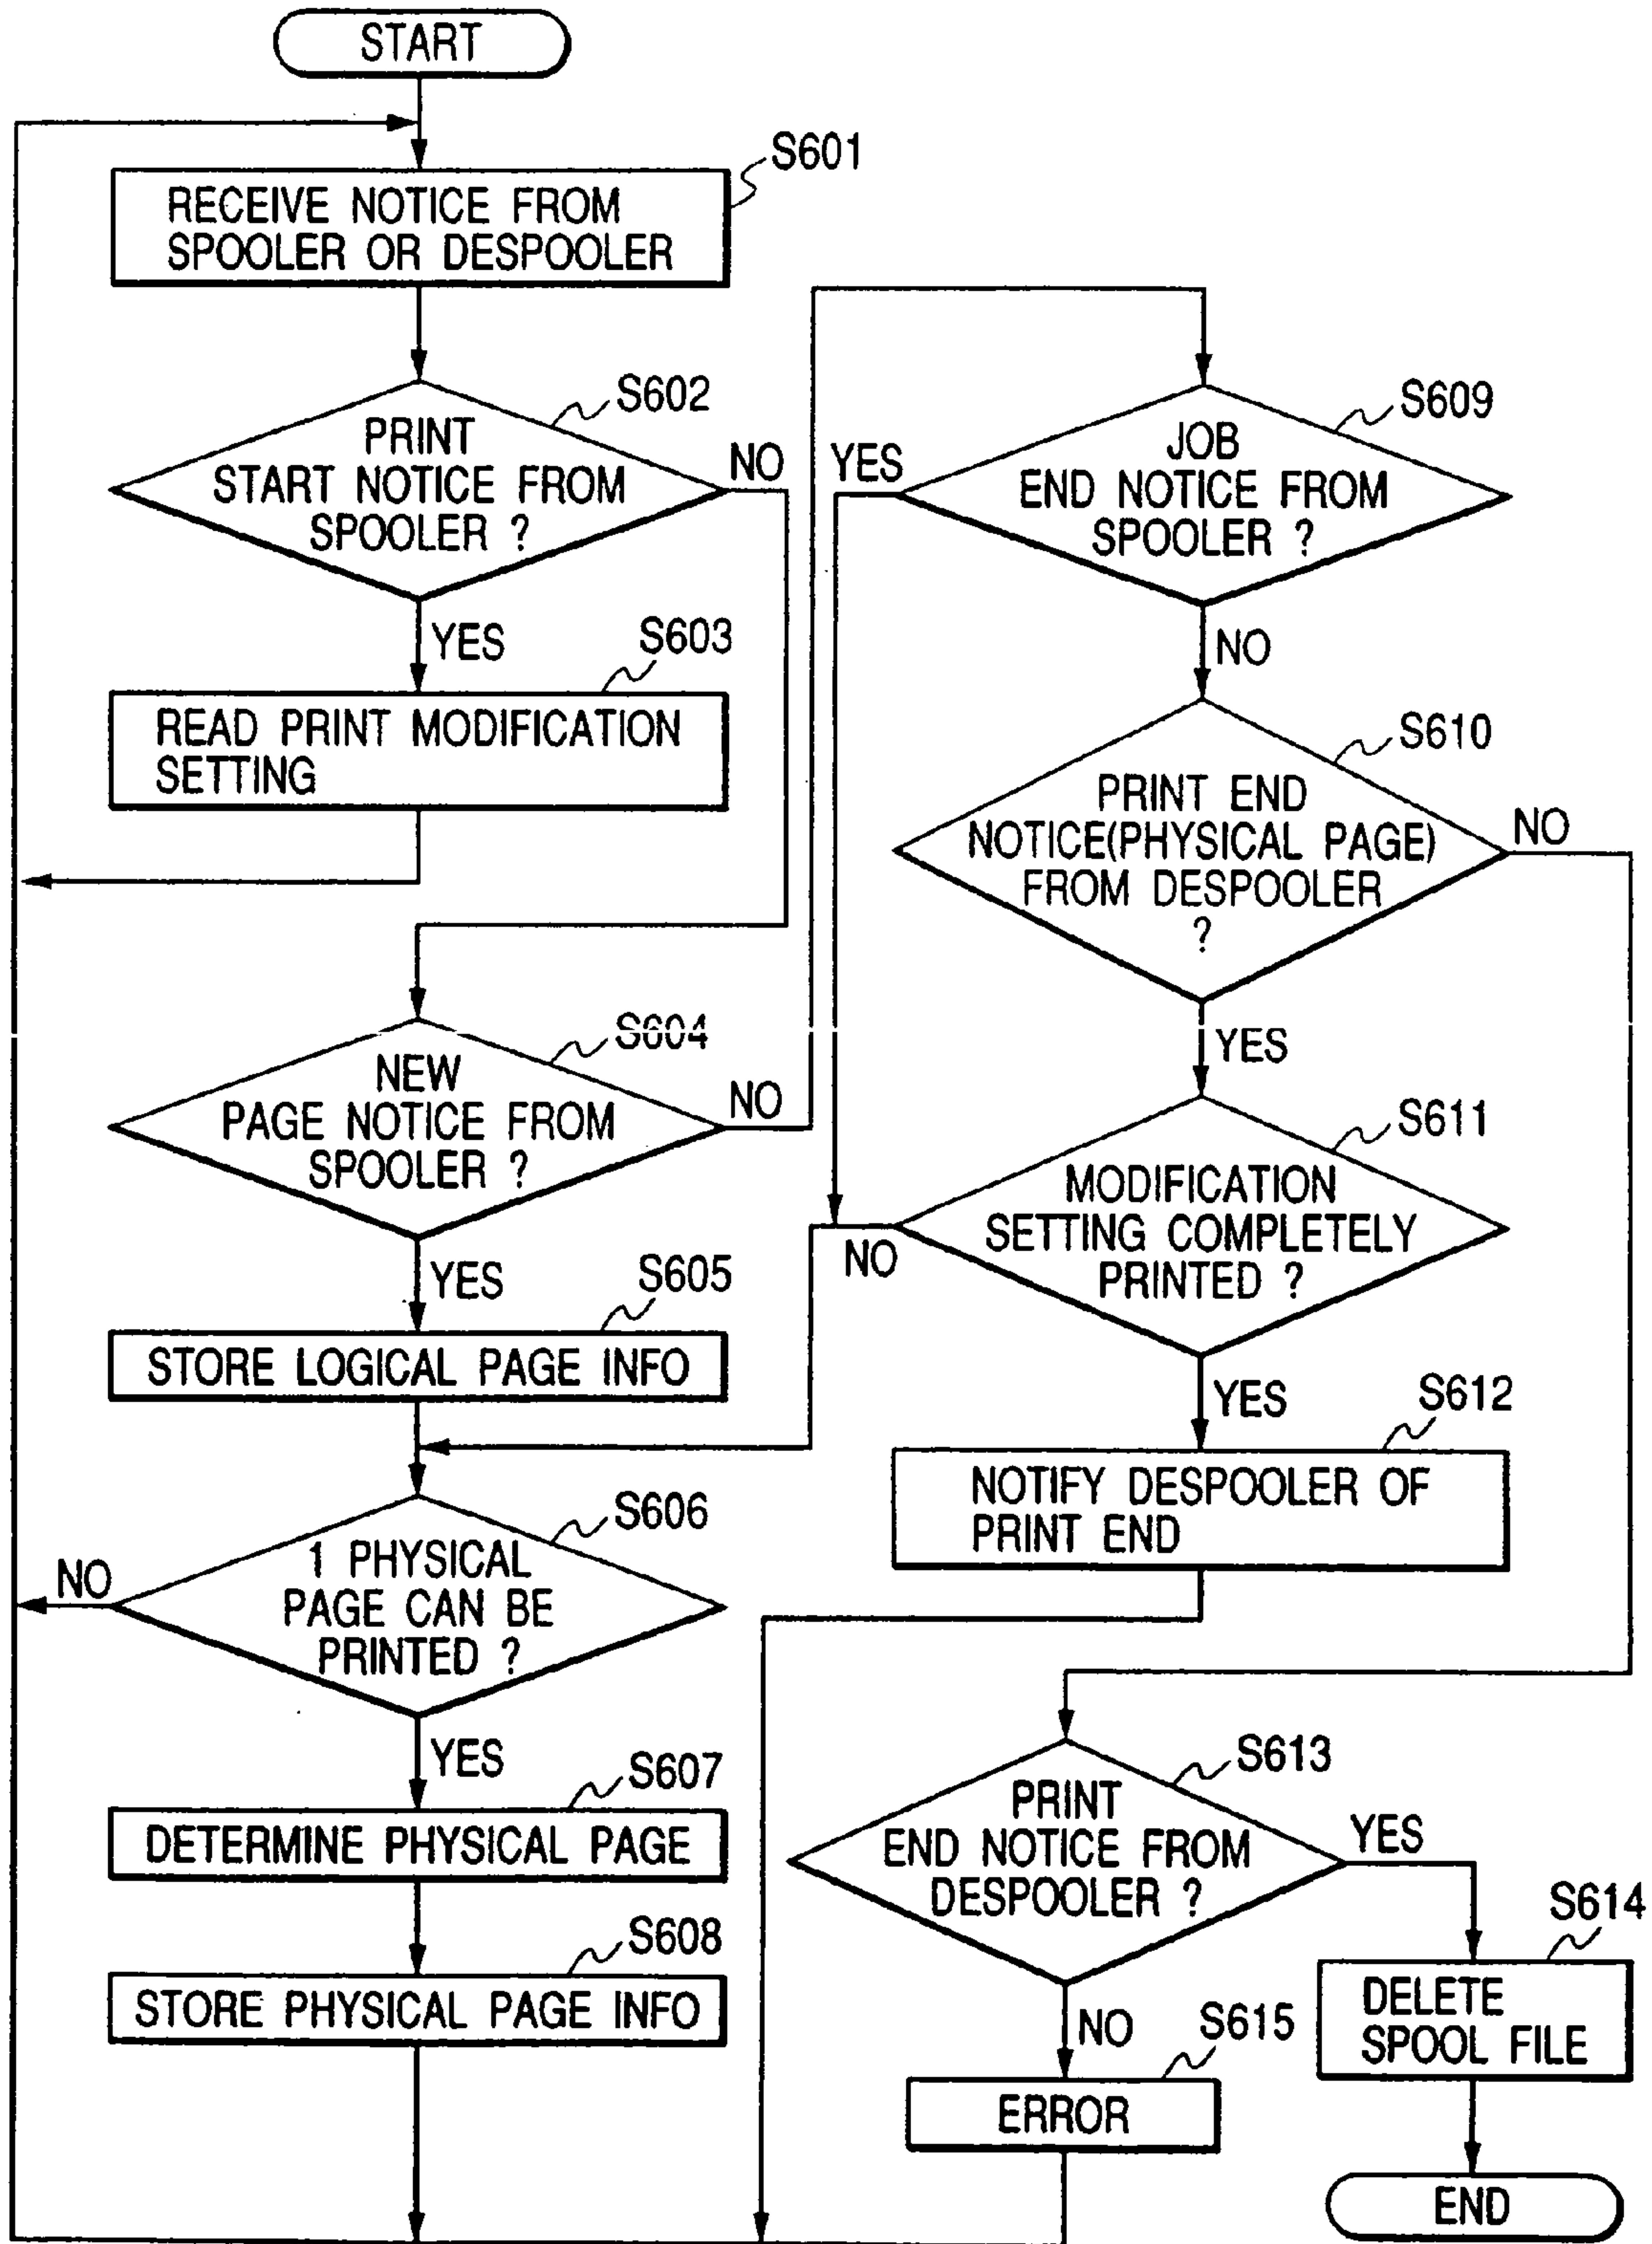 START
S601
RECEIVE NOTICE FROM
SPOOLER OR DESPOOLER
S602
PRINT
START NOTICE FROM
SPOOLER ?
NO
YES
S603
READ PRINT MODIFICATION
SETTING
S604
NEW
PAGE NOTICE FROM
SPOOLER ?
NO
YES
S605
STORE LOGICAL PAGE INFO
S606
1 PHYSICAL
PAGE CAN BE
PRINTED ?
NO
YES
S607
DETERMINE PHYSICAL PAGE
S608
STORE PHYSICAL PAGE INFO
S609
JOB
END NOTICE FROM
SPOOLER ?
YES
NO
S610
PRINT END
NOTICE(PHYSICAL PAGE)
FROM DESPOOLER
?
NO
YES
S611
MODIFICATION
SETTING COMPLETELY
PRINTED ?
NO
YES
S612
NOTIFY DESPOOLER OF
PRINT END
S613
PRINT
END NOTICE FROM
DESPOOLER ?
YES
NO
S614
DELETE
SPOOL FILE
S615
ERROR
END